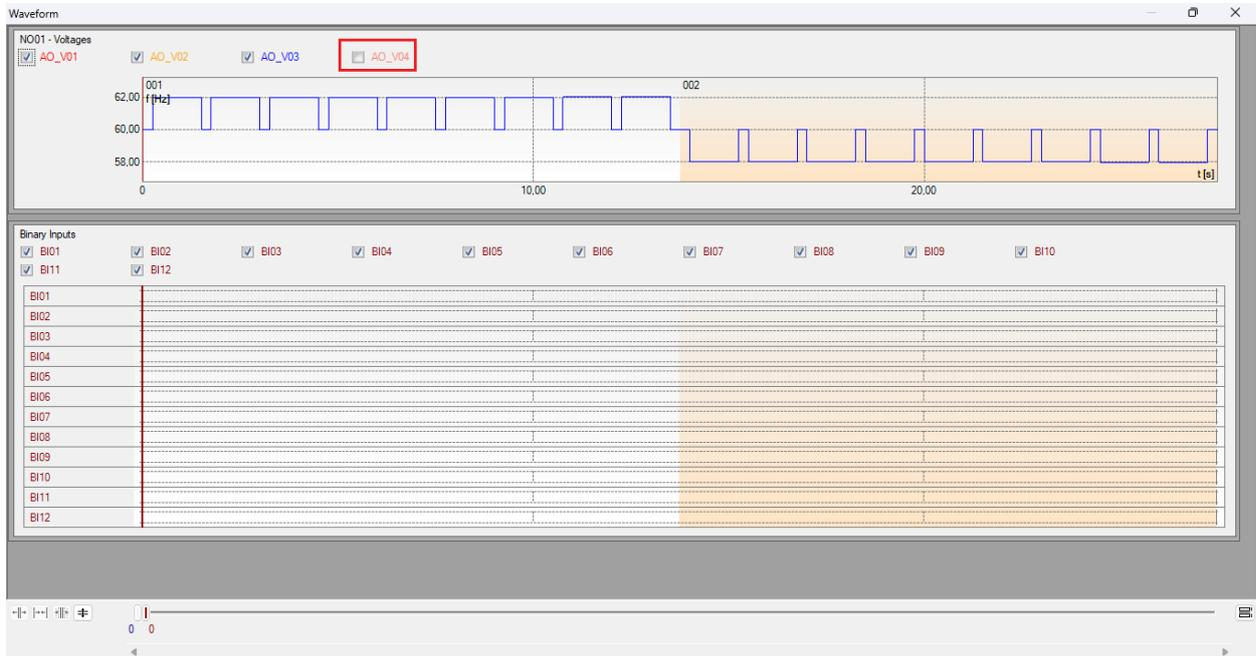 Waveform
NO01 - Voltages
AO_V01 AO_V02 AO_V03 AO_V04
001 002
f [Hz]
62,00
60,00
58,00
t [s]
0 10,00 20,00
Binary Inputs
BI01 BI02 BI03 BI04 BI05 BI06 BI07 BI08 BI09 BI10
BI11 BI12
BI01
BI02
BI03
BI04
BI05
BI06
BI07
BI08
BI09
BI10
BI11
BI12
0 0